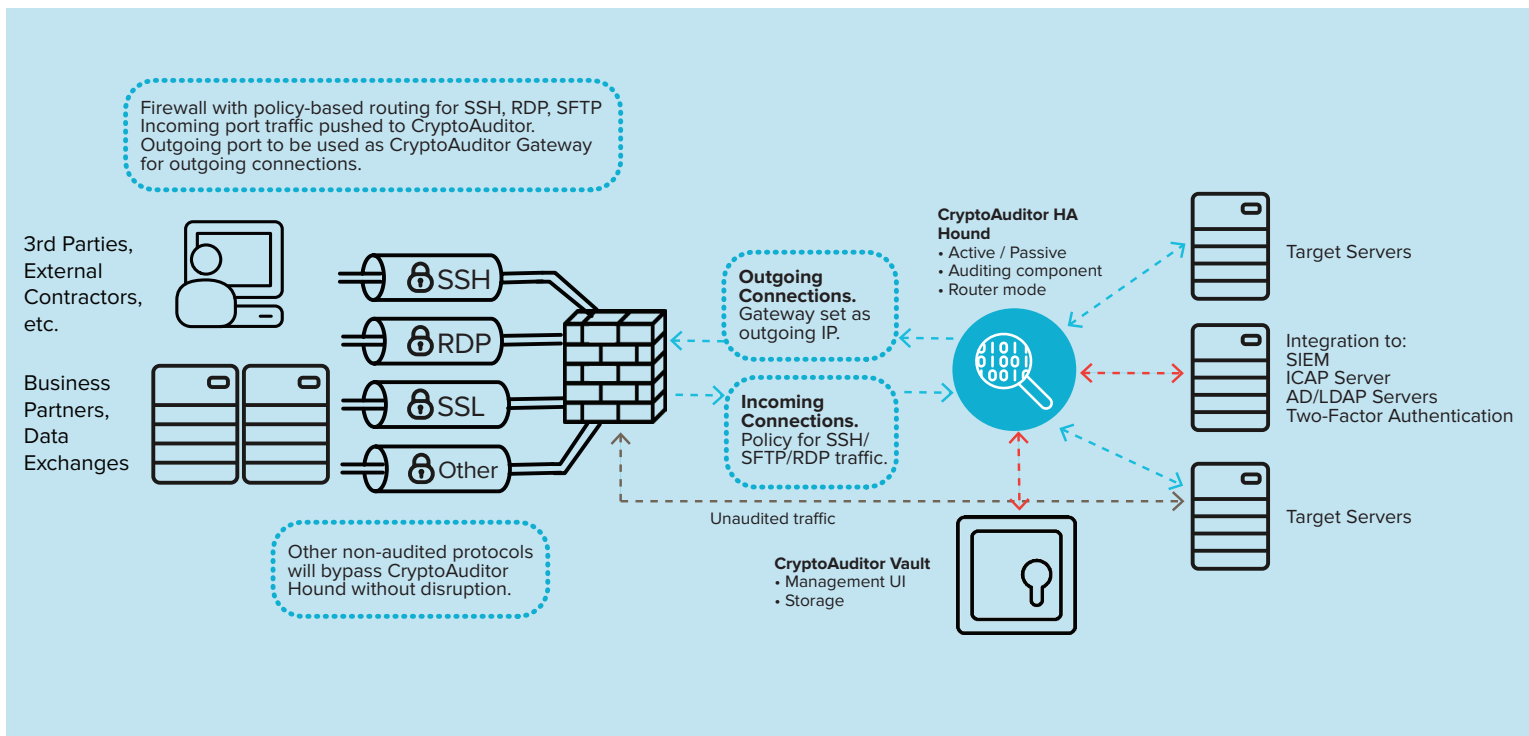 Firewall with policy-based routing for SSH, RDP, SFTP
Incoming port traffic pushed to CryptoAuditor.
Outgoing port to be used as CryptoAuditor Gateway
for outgoing connections.
3rd Parties,
External
Contractors,
etc.
Business
Partners,
Data
Exchanges
SSH
RDP
SSL
Other
Other non-audited protocols
will bypass CryptoAuditor
Hound without disruption.
Outgoing
Connections.
Gateway set as
outgoing IP.
Incoming
Connections.
Policy for SSH/
SFTP/RDP traffic.
Unaudited traffic
CryptoAuditor HA
Hound
• Active / Passive
• Auditing component
• Router mode
0101
01001
0010
CryptoAuditor Vault
• Management UI
• Storage
Target Servers
Integration to:
SIEM
ICAP Server
AD/LDAP Servers
Two-Factor Authentication
Target Servers